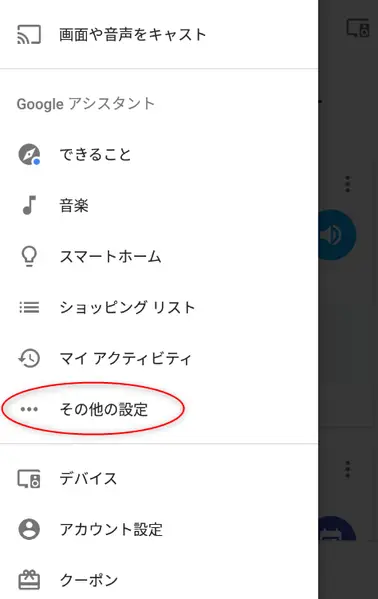 画面や音声をキャスト
Google アシスタント
できること
音楽
スマートホーム
ショッピング リスト
マイ アクティビティ
その他の設定
デバイス
アカウント設定
クーポン